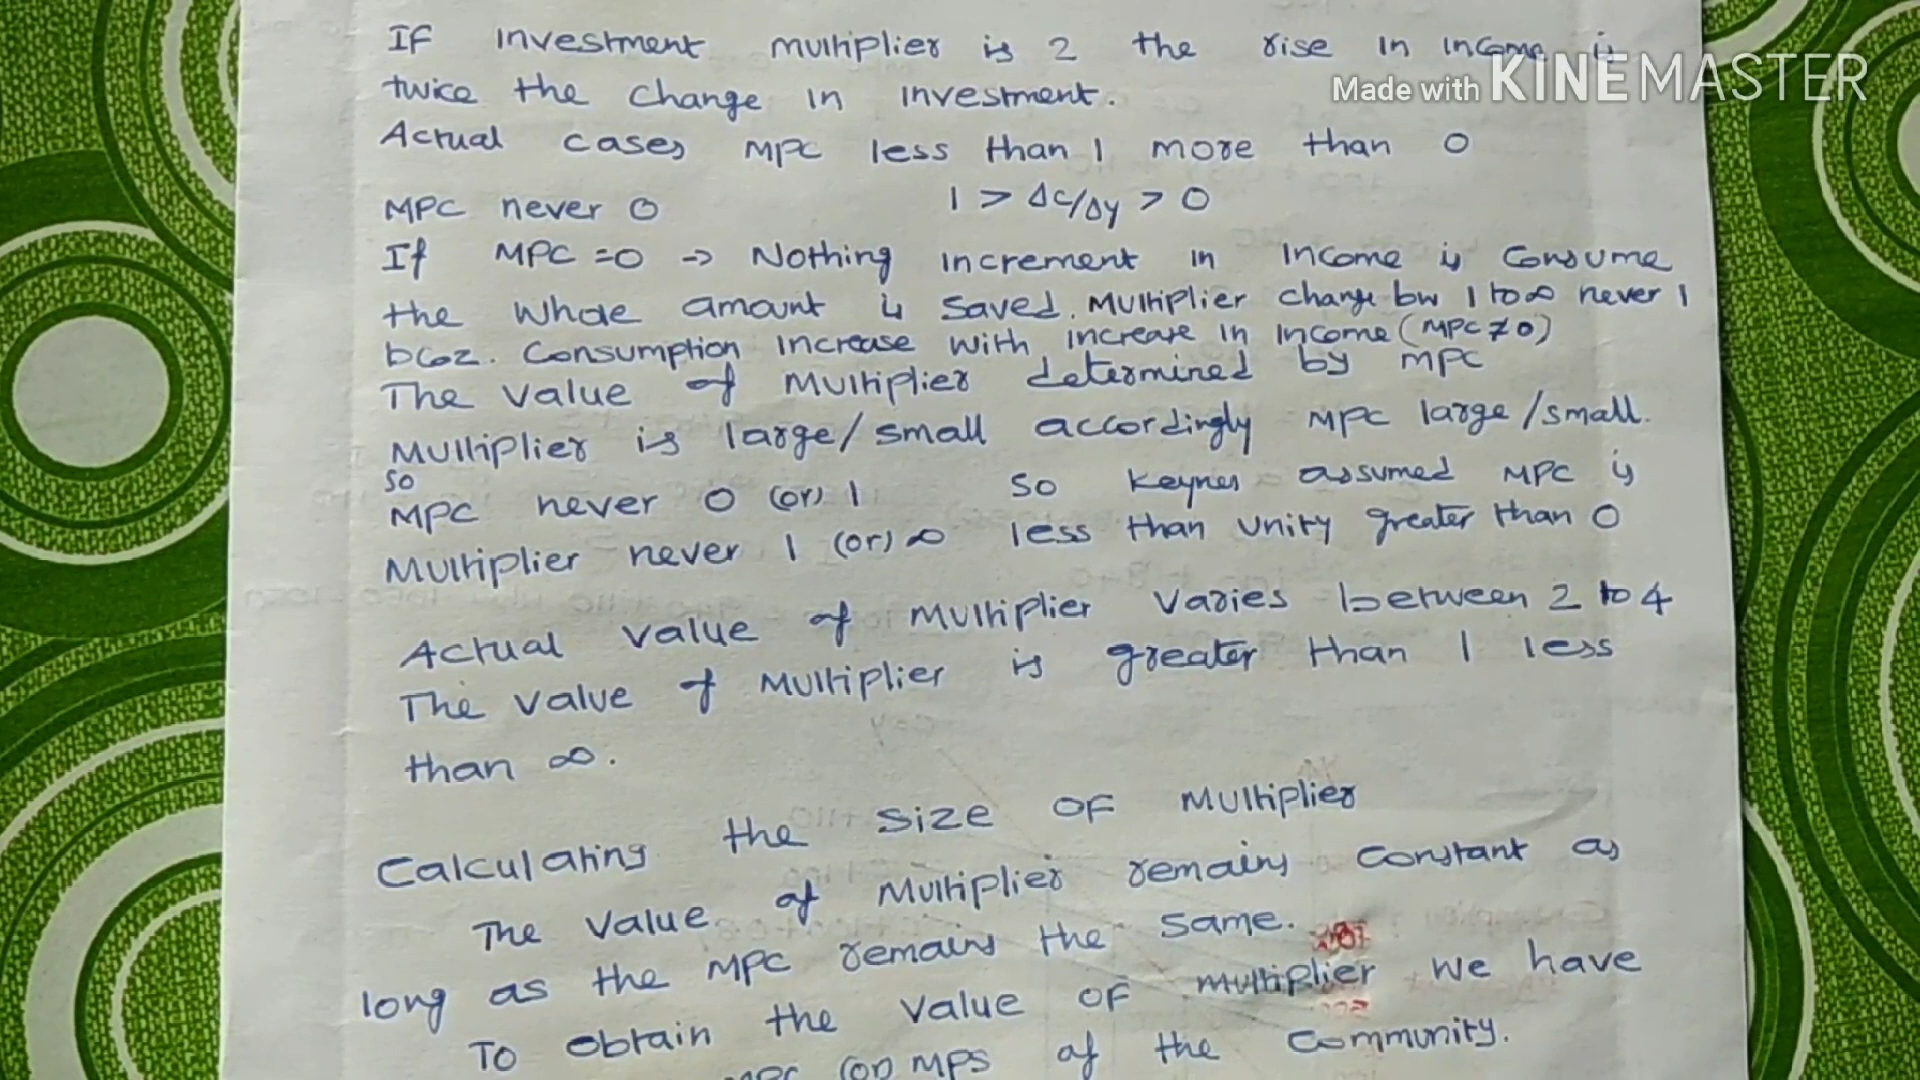 If investment multiplier is 2 the rise in income is
Made with KINEMASTER
twice the change in investment.
Actual cases MPC less than 1 more than 0
MPC never 0 1 > ΔC/ΔY > 0
If MPC =0 -> Nothing increment in income is consume
the whole amount is saved. Multiplier change bw 1 to ∞ never 1
bcoz. Consumption increase with increase in income (MPC ≠ 0)
The value of Multiplier determined by MPC
Multiplier is large/small accordingly MPC large/small.
so
MPC never 0 (or) 1 So Keynes assumed MPC is
Multiplier never 1 (or) ∞ less than unity greater than 0
Actual value of Multiplier varies between 2 to 4
The value of Multiplier is greater than 1 less
than ∞.
Calculating the size of Multiplier
The value of Multiplier remains constant as
long as the MPC remains the same.
To obtain the value of multiplier we have
MPC (or) MPS of the community.